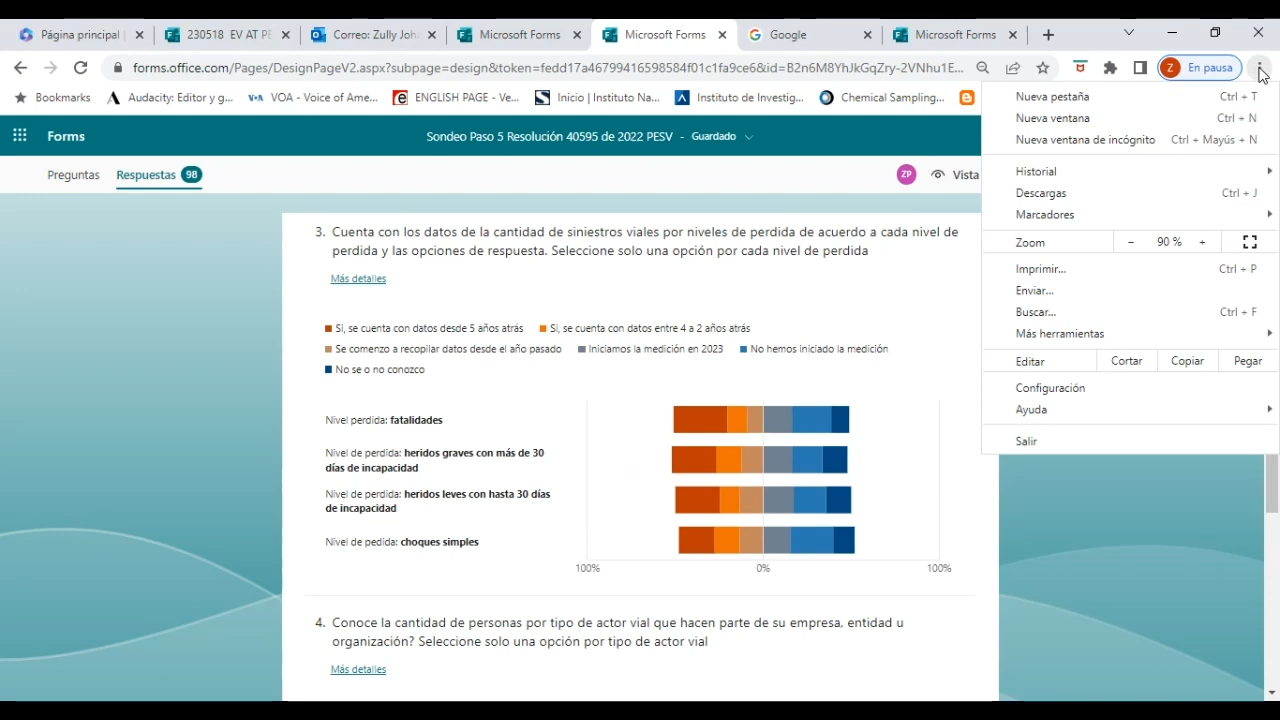 Página principal
230518 EV AT PE
Correo: Zully Joh
Microsoft Forms
Microsoft Forms
Google
Microsoft Forms
forms.office.com/Pages/DesignPageV2.aspx?subpage=design&token=fedd17a46799416598584f01c1fa9ce6&id=B2n6M8YhJkGqZry-2VNhu1E...
Z En pausa
Bookmarks
Audacity: Editor y g...
VOA - Voice of Ame...
ENGLISH PAGE - Ve...
Inicio | Instituto Na...
Instituto de Investig...
Chemical Sampling...
Forms
Sondeo Paso 5 Resolución 40595 de 2022 PESV - Guardado
Preguntas
Respuestas 98
ZP
Vista
3. Cuenta con los datos de la cantidad de siniestros viales por niveles de perdida de acuerdo a cada nivel de
perdida y las opciones de respuesta. Seleccione solo una opción por cada nivel de perdida
Más detalles
Si, se cuenta con datos desde 5 años atrás
Si, se cuenta con datos entre 4 a 2 años atrás
Se comenzo a recopilar datos desde el año pasado
Iniciamos la medición en 2023
No hemos iniciado la medición
No se o no conozco
Nivel perdida: fatalidades
Nivel de perdida: heridos graves con más de 30
días de incapacidad
Nivel de perdida: heridos leves con hasta 30 días
de incapacidad
Nivel de pedida: choques simples
100% 0% 100%
4. Conoce la cantidad de personas por tipo de actor vial que hacen parte de su empresa, entidad u
organización? Seleccione solo una opción por tipo de actor vial
Más detalles
Nueva pestaña Ctrl + T
Nueva ventana Ctrl + N
Nueva ventana de incógnito Ctrl + Mayús + N
Historial
Descargas Ctrl + J
Marcadores
Zoom - 90 % +
Imprimir... Ctrl + P
Enviar...
Buscar... Ctrl + F
Más herramientas
Editar Cortar Copiar Pegar
Configuración
Ayuda
Salir